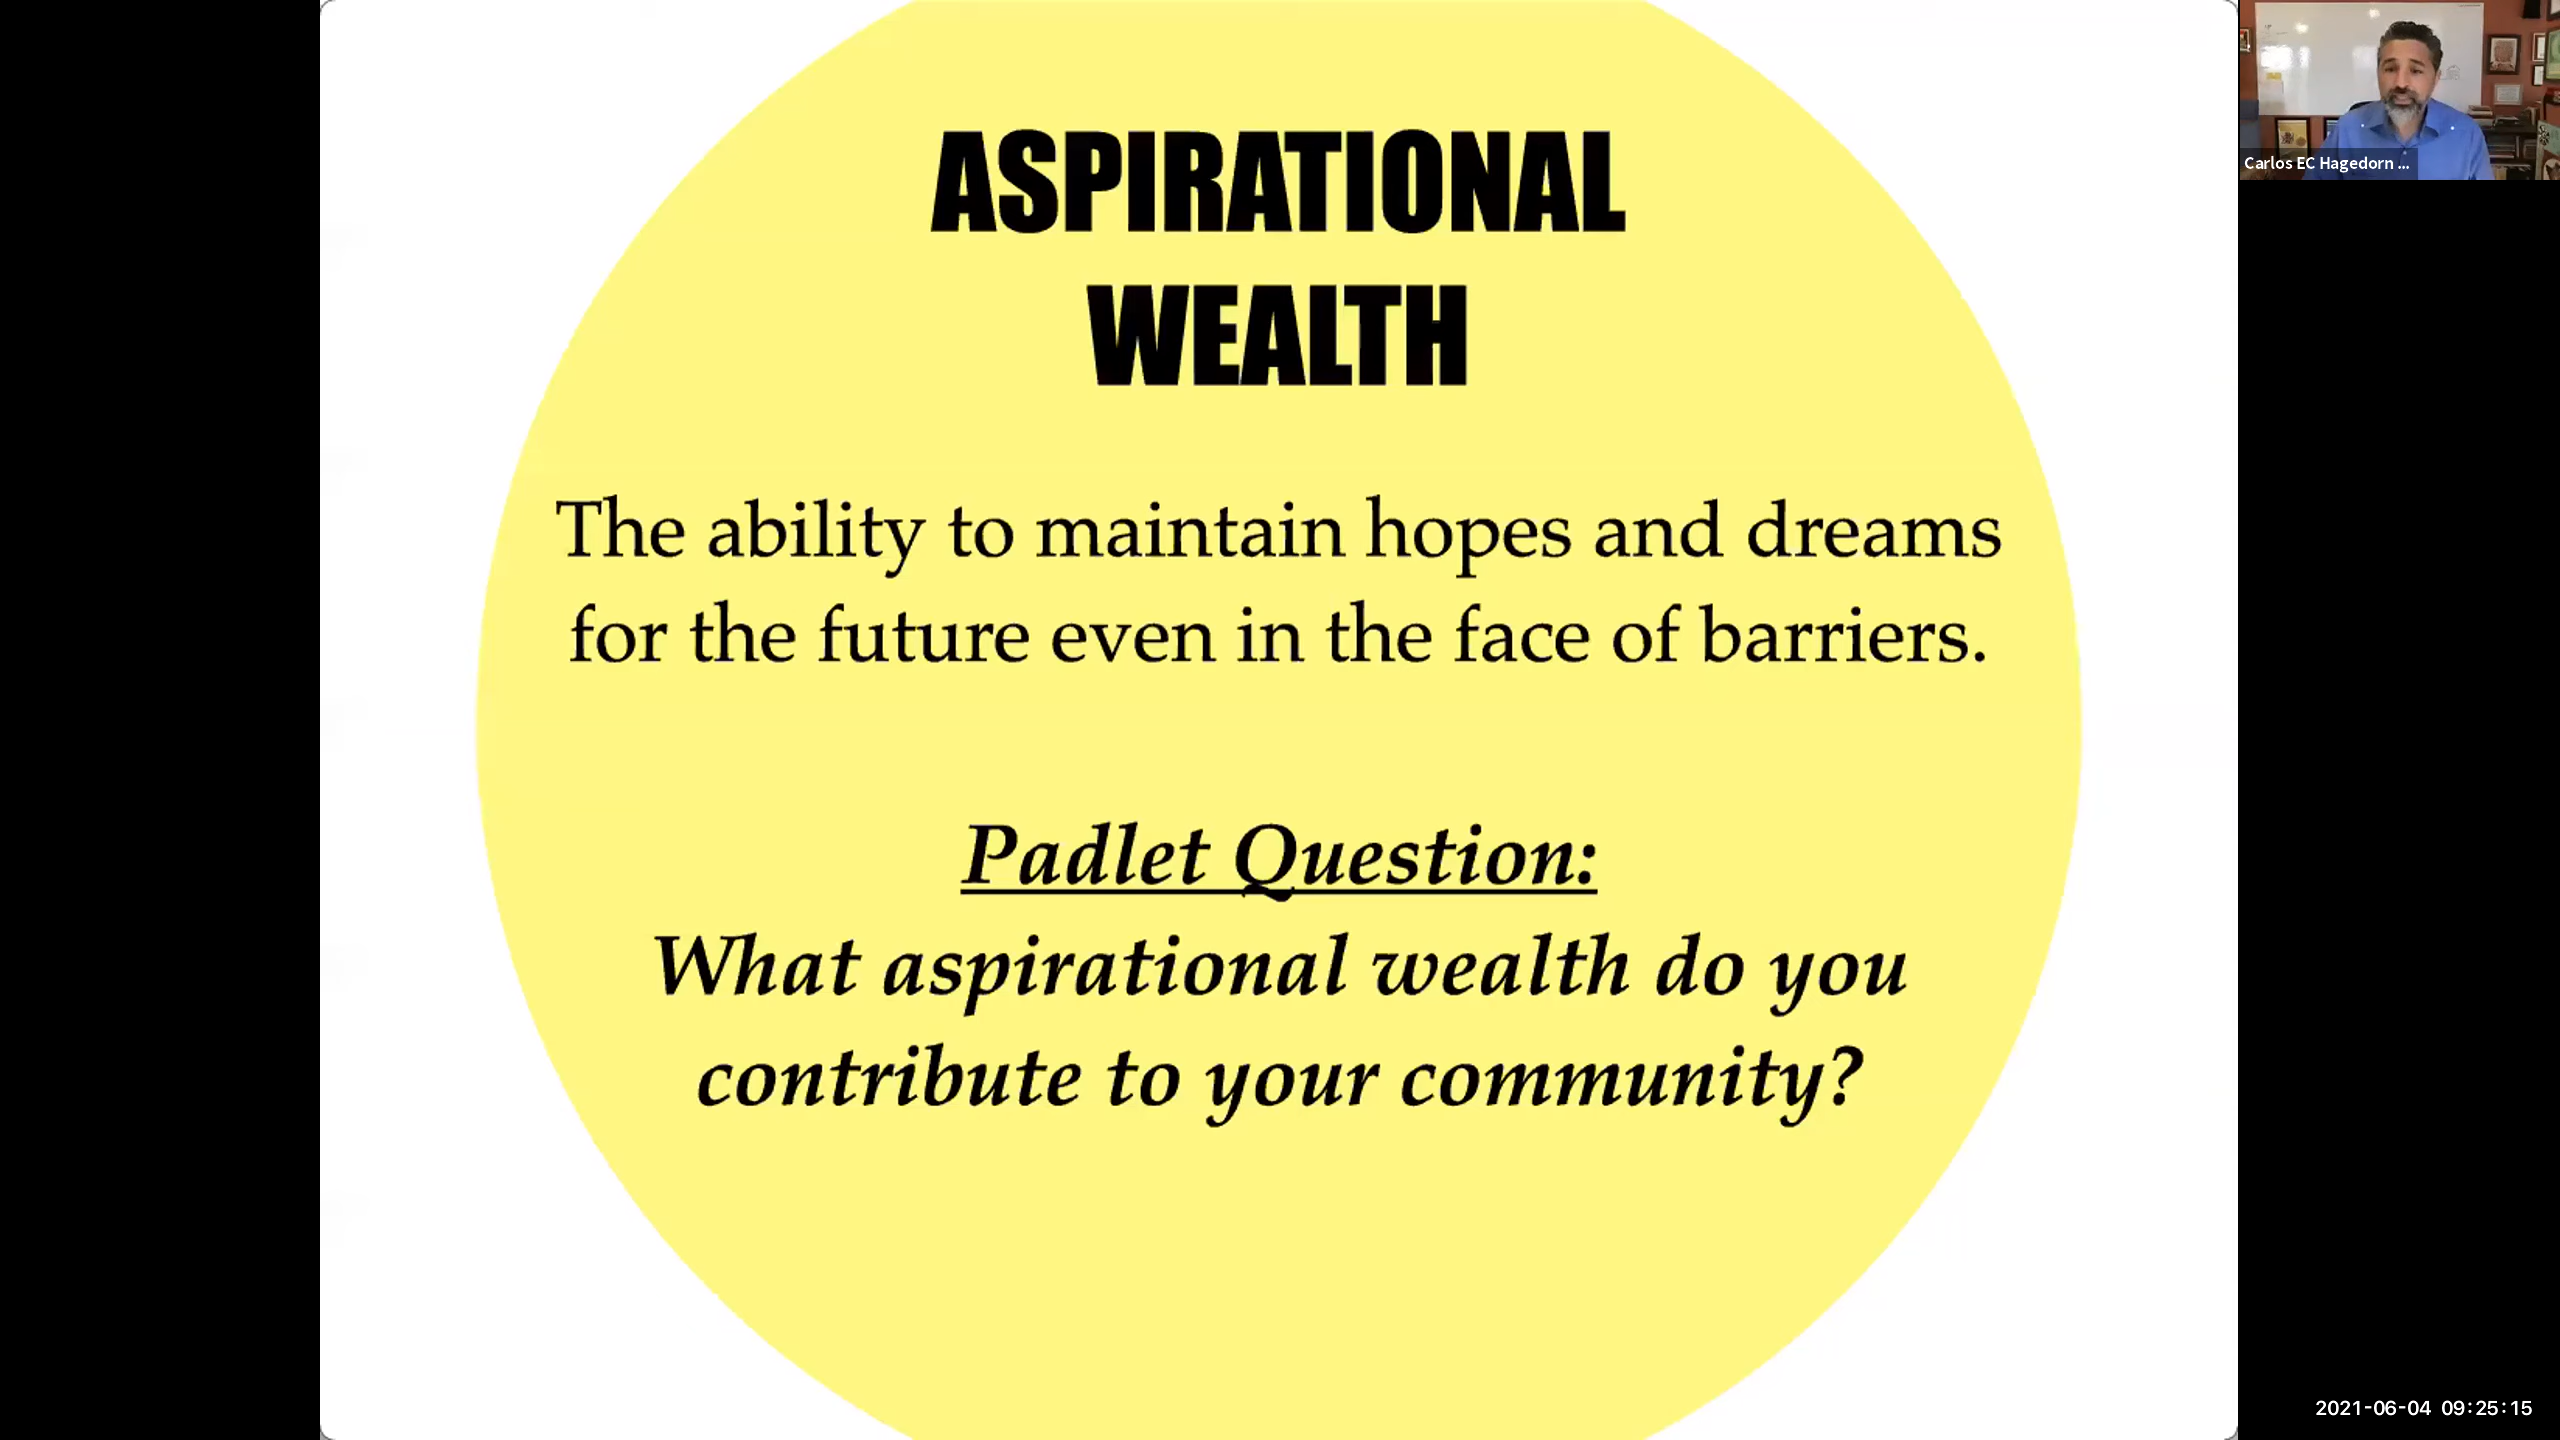 ASPIRATIONAL
WEALTH
The ability to maintain hopes and dreams
for the future even in the face of barriers.
Padlet Question:
What aspirational wealth do you
contribute to your community?
Carlos EC Hagedorn ...
2021-06-04 09:25:15